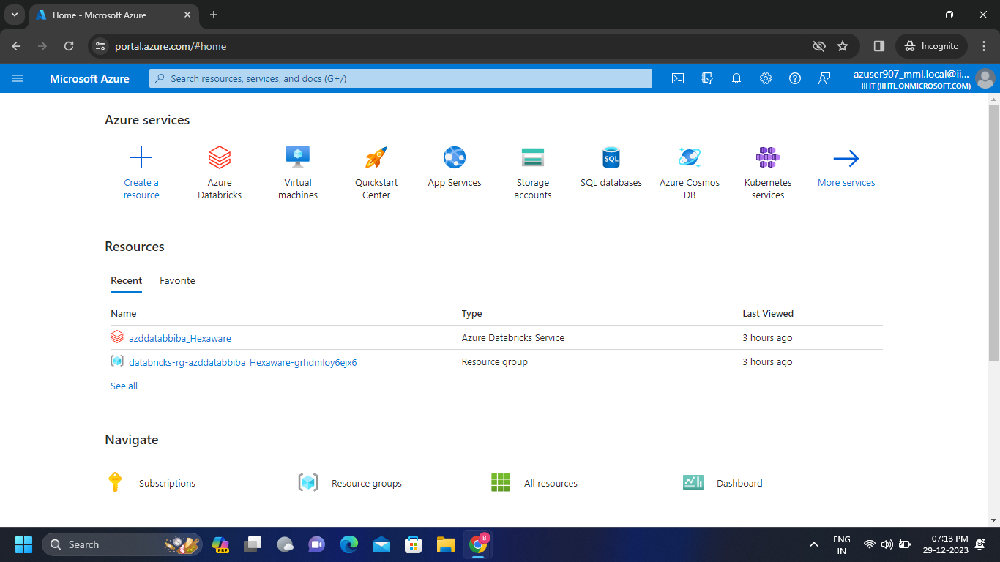 Home - Microsoft Azure
portal.azure.com/#home
Incognito
Microsoft Azure
Search resources, services, and docs (G+/)
azuser907_mml.local@ii...
IIHT (IIHTL.ONMICROSOFT.COM)
Azure services
Create a
resource
Azure
Databricks
Virtual
machines
Quickstart
Center
App Services
Storage
accounts
SQL
SQL databases
Azure Cosmos
DB
Kubernetes
services
More services
Resources
Recent Favorite
Name Type Last Viewed
azddatabbiba_Hexaware Azure Databricks Service 3 hours ago
databricks-rg-azddatabbiba_Hexaware-grhdmloy6ejx6 Resource group 3 hours ago
See all
Navigate
Subscriptions Resource groups All resources Dashboard
Search
PRE
8
ENG
IN
07:13 PM
29-12-2023